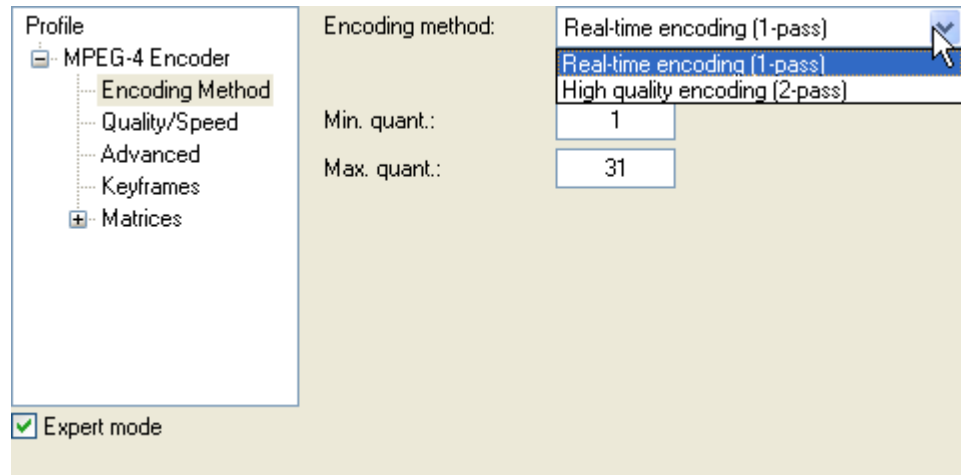 Profile
MPEG-4 Encoder
Encoding Method
Quality/Speed
Advanced
Keyframes
Matrices
Expert mode
Encoding method:
Real-time encoding (1-pass)
Real-time encoding (1-pass)
High quality encoding (2-pass)
Min. quant.:
1
Max. quant.:
31